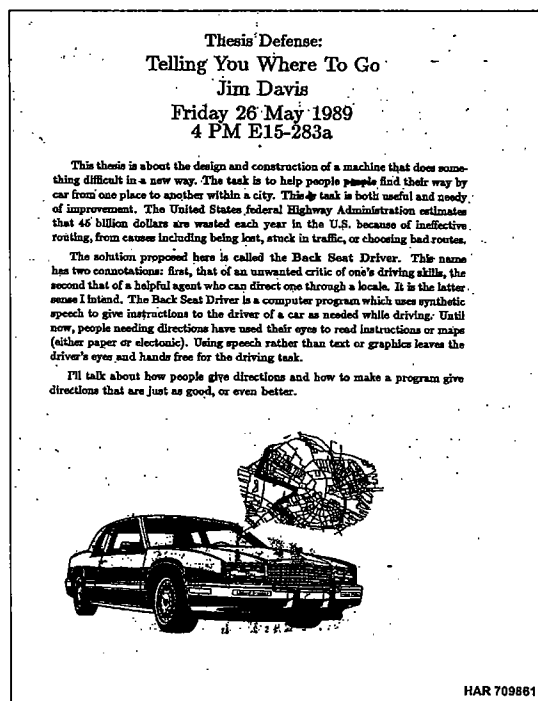 Thesis Defense:
Telling You Where To Go
Jim Davis
Friday 26 May 1989
4 PM E15-283a
This thesis is about the design and construction of a machine that does some-
thing difficult in a new way. The task is to help people people find their way by
car from one place to another within a city. This task is both useful and needy
of improvement. The United States federal Highway Administration estimates
that 45 billion dollars are wasted each year in the U.S. because of ineffective
routing, from causes including being lost, stuck in traffic, or choosing bad routes.
The solution proposed here is called the Back Seat Driver. This name
has two connotations: first, that of an unwanted critic of one's driving skills, the
second that of a helpful agent who can direct one through a locale. It is the latter
sense I intend. The Back Seat Driver is a computer program which uses synthetic
speech to give instructions to the driver of a car as needed while driving. Until
now, people needing directions have used their eyes to read instructions or maps
(either paper or electonic). Using speech rather than text or graphics leaves the
driver's eyes and hands free for the driving task.
I'll talk about how people give directions and how to make a program give
directions that are just as good, or even better.
HAR 709861